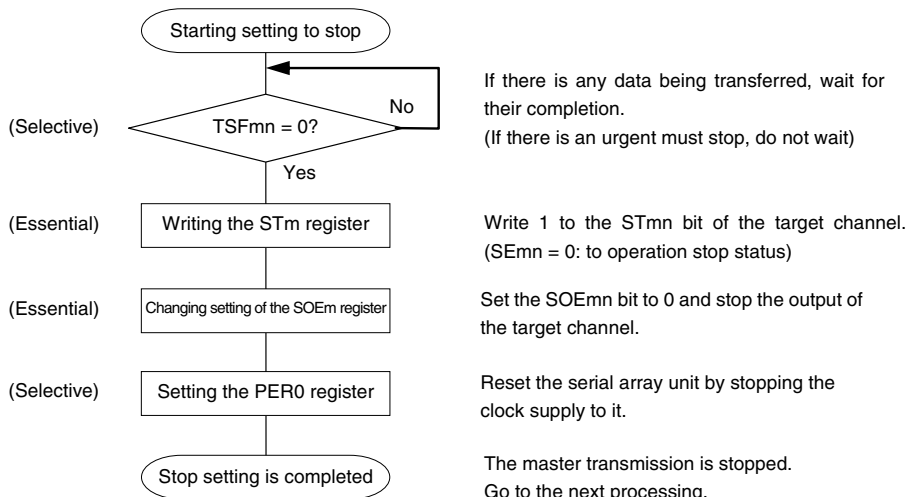 Starting setting to stop
No
If there is any data being transferred, wait for
their completion.
(If there is an urgent must stop, do not wait)
(Selective)
TSFmn = 0?
Yes
(Essential)
Writing the STm register
Write 1 to the STmn bit of the target channel.
(SEmn = 0: to operation stop status)
(Essential)
Changing setting of the SOEm register
Set the SOEmn bit to 0 and stop the output of
the target channel.
(Selective)
Setting the PER0 register
Reset the serial array unit by stopping the
clock supply to it.
Stop setting is completed
The master transmission is stopped.
Go to the next processing.